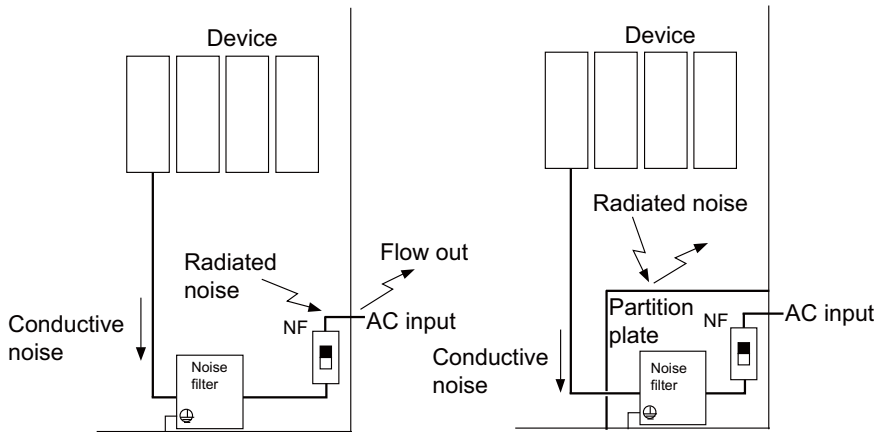 Device
Radiated
noise
Flow out
NF
AC input
Conductive
noise
Noise
filter
Device
Radiated noise
Partition
plate
NF
AC input
Conductive
noise
Noise
filter